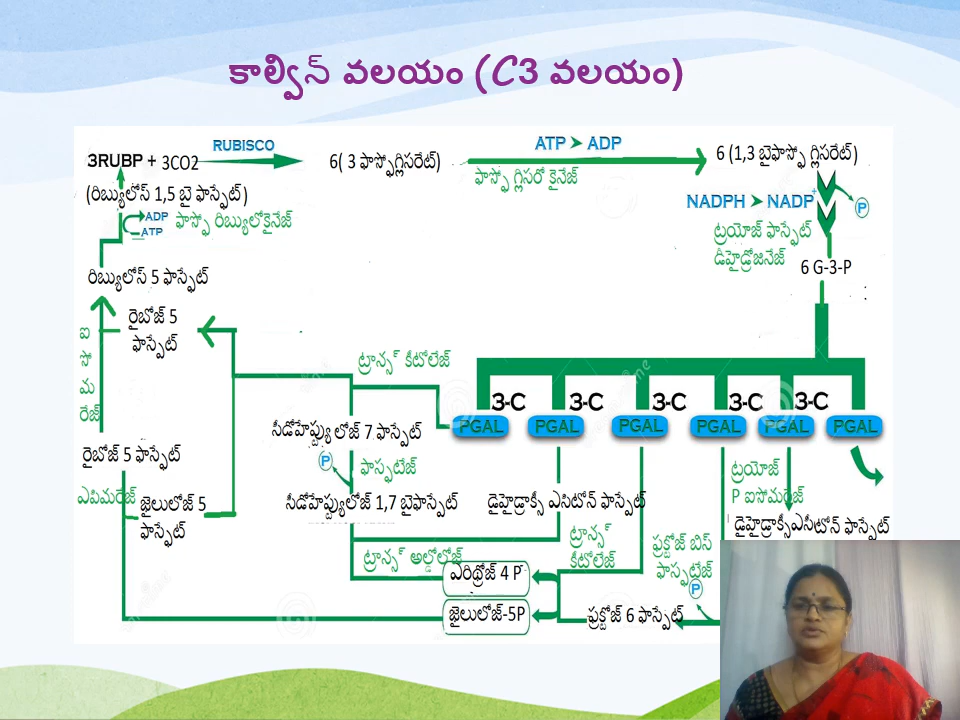 కాల్విన్ వలయం (C3 వలయం)
RUBISCO
3RUBP + 3CO2
6( 3 ఫాస్ఫోగ్లిసరేట్)
ATP ➤ ADP
ఫాస్ఫో గ్లిసరో కైనేజ్
6 (1,3 బైఫాస్ఫో గ్లిసరేట్)
(రిబ్యులోస్ 1,5 బై ఫాస్ఫేట్)
ADP
ATP
ఫాస్ఫో రిబ్యులోకైనేజ్
NADPH ➤ NADP+
P
ట్రయోజ్ ఫాస్ఫేట్
డీహైడ్రోజినేజ్
6 G-3-P
:
రిబ్యులోస్ 5 ఫాస్ఫేట్
రైబోజ్ 5
ఫాస్ఫేట్
ఐ
సో
మ
రేజ్
ట్రాన్స్ కీటోలేజ్
3-C
3-C
3-C
3-C
3-C
PGAL
PGAL
PGAL
PGAL
PGAL
PGAL
సీడోహెప్ట్యు లోజ్ 7 ఫాస్ఫేట్
P
ఫాస్ఫటేజ్
రైబోజ్ 5 ఫాస్ఫేట్
ఎపిమరేజ్
జైలులోజ్ 5
ఫాస్ఫేట్
సీడోహెప్ట్యులోజ్ 1,7 బైఫాస్ఫేట్
డైహైడ్రాక్సీ ఎసిటోన్ ఫాస్ఫేట్
ట్రయోజ్
P ఐసోమరేజ్
డైహైడ్రాక్సీఎసీటోన్ ఫాస్ఫేట్
ట్రాన్స్ అల్డోలేజ్
ట్రాన్స్
కీటోలేజ్
ఫ్రక్టోజ్ బిస్
ఫాస్ఫటేజ్
P
ఎరిథ్రోజ్ 4 P
జైలులోజ్-5P
ఫ్రక్టోజ్ 6 ఫాస్ఫేట్